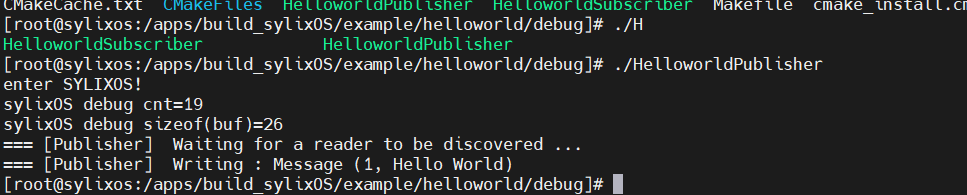 CMakeCache.txt  CMakeFiles  HelloworldPublisher  HelloworldSubscriber  Makefile  cmake_install.cm
[root@sylixos:/apps/build_sylixOS/example/helloworld/debug]# ./H
HelloworldSubscriber            HelloworldPublisher
[root@sylixos:/apps/build_sylixOS/example/helloworld/debug]# ./HelloworldPublisher
enter SYLIXOS!
sylixOS debug cnt=19
sylixOS debug sizeof(buf)=26
=== [Publisher]  Waiting for a reader to be discovered ...
=== [Publisher]  Writing : Message (1, Hello World)
[root@sylixos:/apps/build_sylixOS/example/helloworld/debug]#